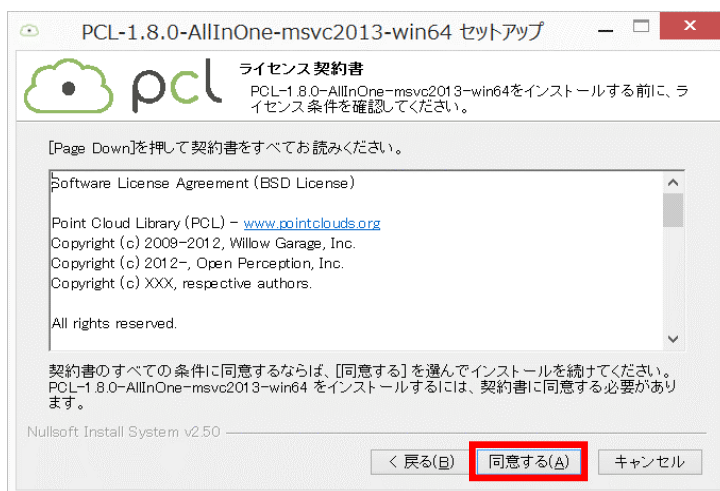 PCL-1.8.0-AllInOne-msvc2013-win64 セットアップ
pcl
ライセンス契約書
PCL-1.8.0-AllInOne-msvc2013-win64をインストールする前に、ラ
イセンス条件を確認してください。
[Page Down]を押して契約書をすべてお読みください。
Software License Agreement (BSD License)
Point Cloud Library (PCL) - www.pointclouds.org
Copyright (c) 2009-2012, Willow Garage, Inc.
Copyright (c) 2012-, Open Perception, Inc.
Copyright (c) XXX, respective authors.
All rights reserved.
契約書のすべての条件に同意するならば、[同意する] を選んでインストールを続けてください。
PCL-1.8.0-AllInOne-msvc2013-win64 をインストールするには、契約書に同意する必要があり
ます。
Nullsoft Install System v2.50
< 戻る(B) 同意する(A) キャンセル